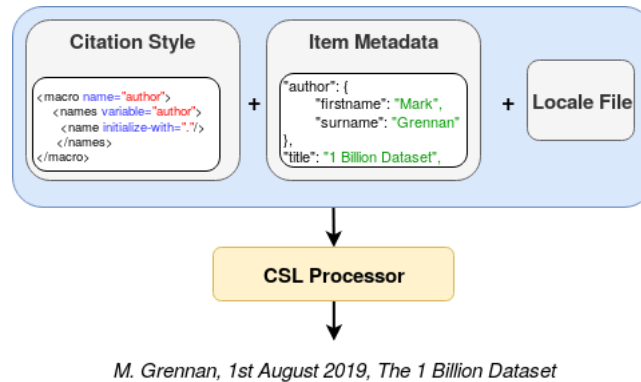 Citation Style
<macro name="author">
<names variable="author">
<name initialize-with="."/>
</names>
</macro>
+
Item Metadata
"author": {
"firstname": "Mark",
"surname": "Grennan"
},
"title": "1 Billion Dataset",
+
Locale File
CSL Processor
M. Grennan, 1st August 2019, The 1 Billion Dataset